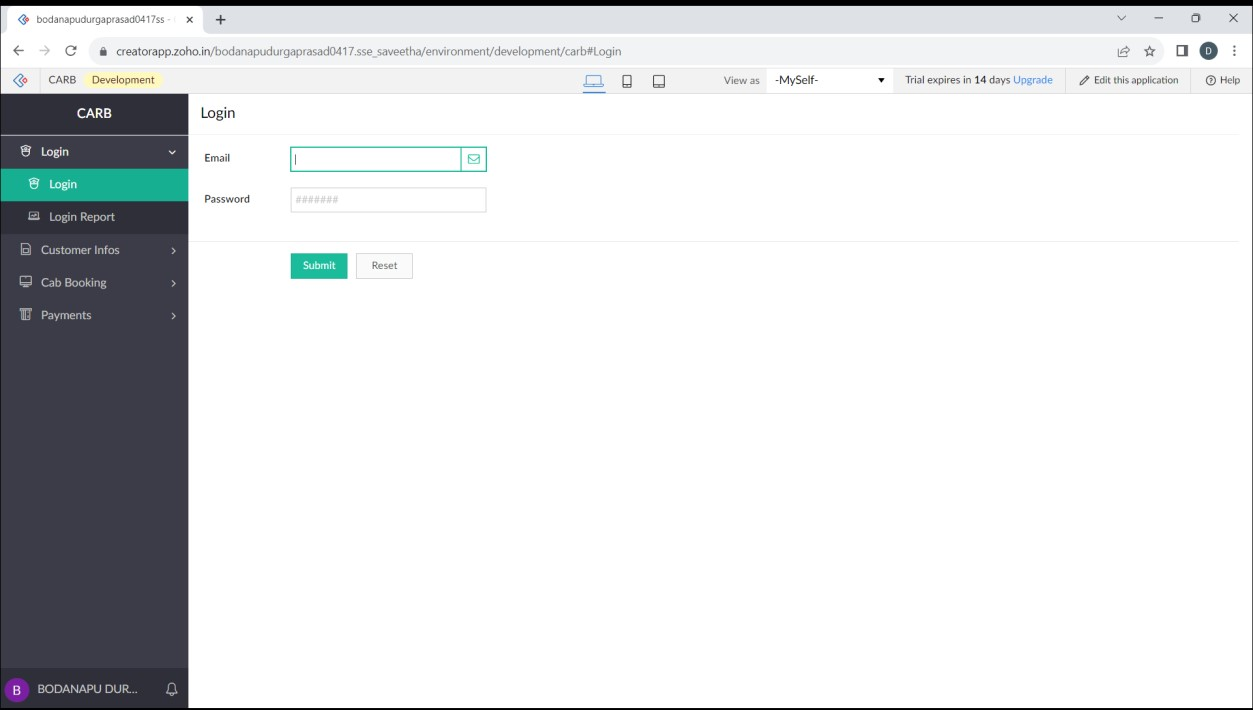 bodanapudurgaprasad0417ss -
creatorapp.zoho.in/bodanapudurgaprasad0417.sse_saveetha/environment/development/carb#Login
D
CARB Development View as -MySelf- Trial expires in 14 days Upgrade Edit this application Help
CARB
Login
Login
Login
Login Report
Customer Infos
Cab Booking
Payments
Email
Password #######
Submit Reset
B BODANAPU DUR...